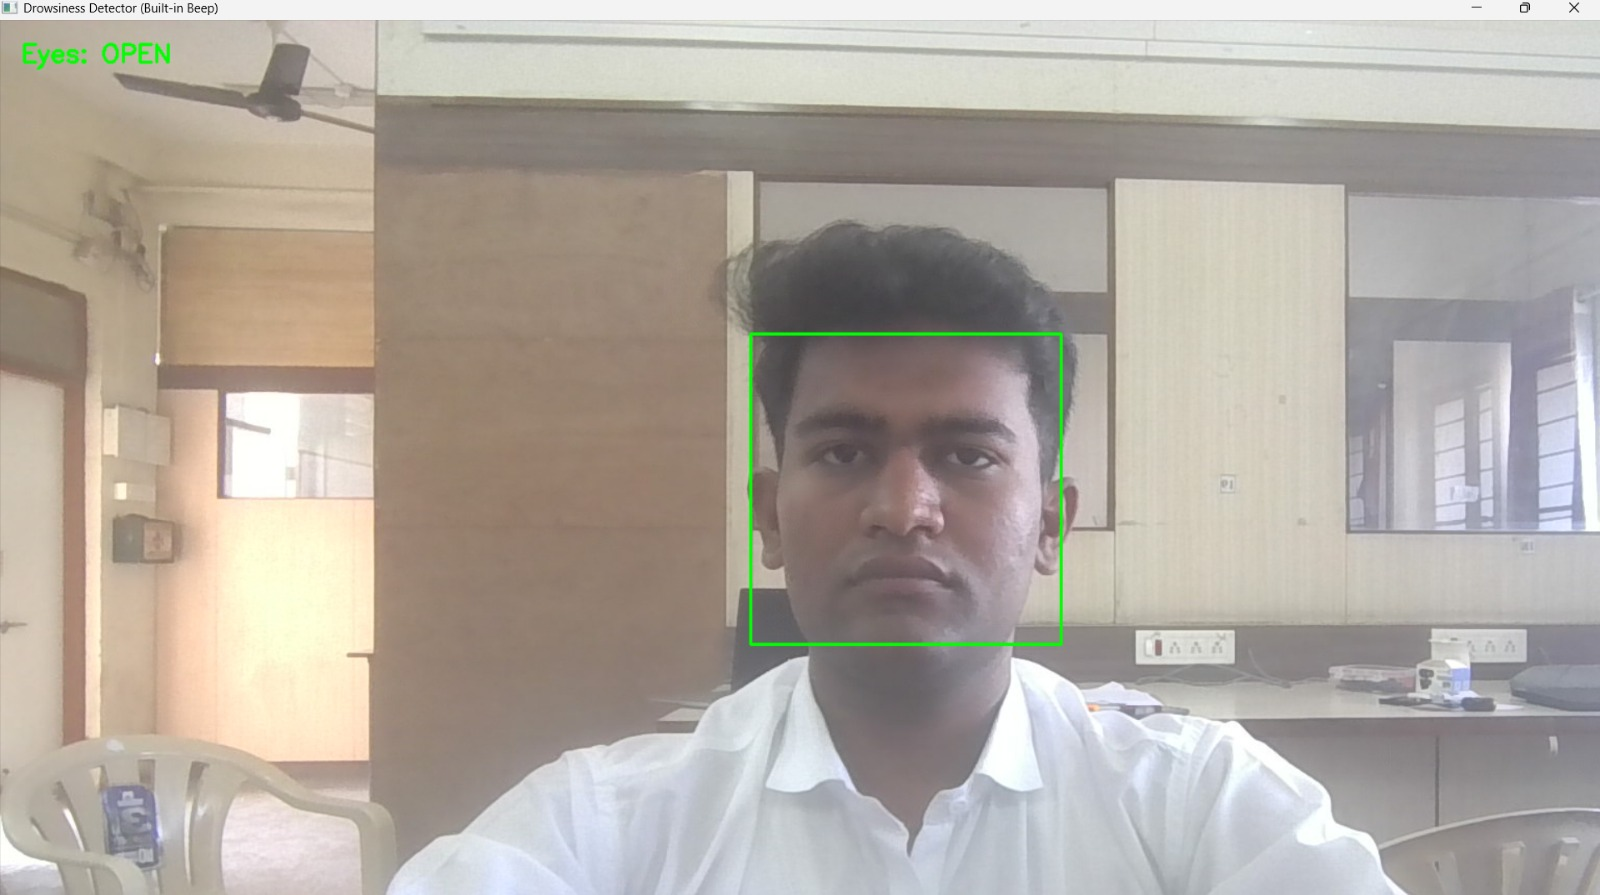 Drowsiness Detector (Built-in Beep)
Eyes: OPEN